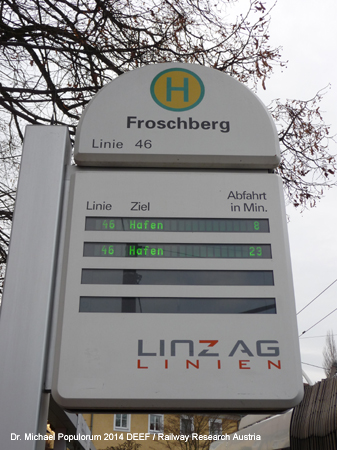 H
Froschberg
Linie 46
Linie Ziel Abfahrt in Min.
46 Hafen 8
46 Hafen 23
LINZ AG
LINIEN
Dr. Michael Populorum 2014 DEEF / Railway Research Austria